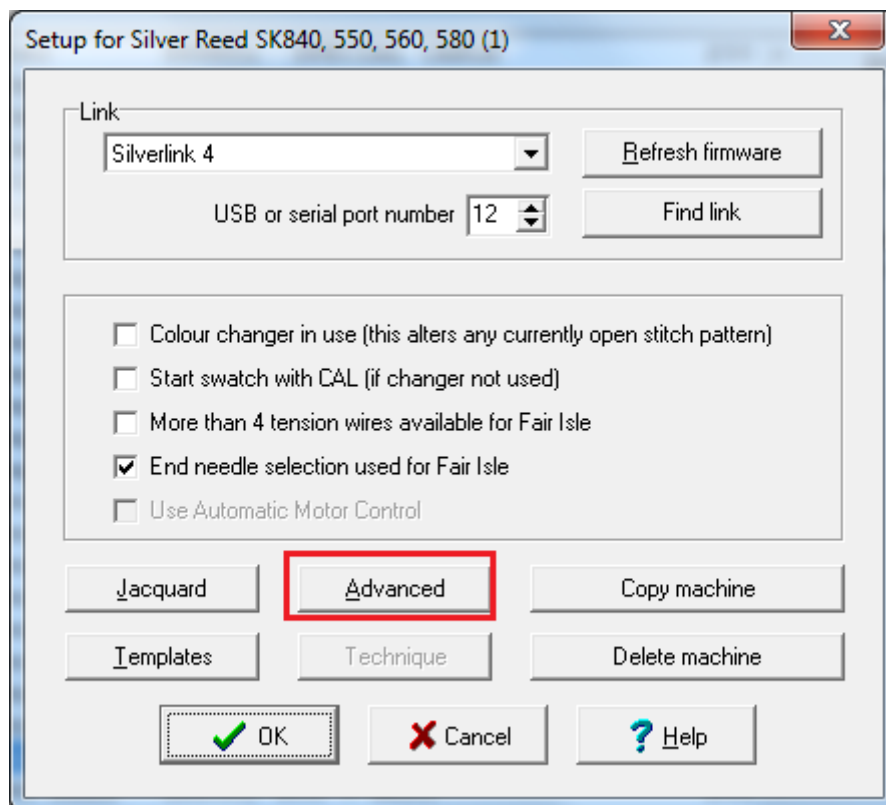 Setup for Silver Reed SK840, 550, 560, 580 (1)
Link
Silverlink 4
Refresh firmware
USB or serial port number 12
Find link
Colour changer in use (this alters any currently open stitch pattern)
Start swatch with CAL (if changer not used)
More than 4 tension wires available for Fair Isle
End needle selection used for Fair Isle
Use Automatic Motor Control
Jacquard
Advanced
Copy machine
Templates
Technique
Delete machine
OK
Cancel
Help